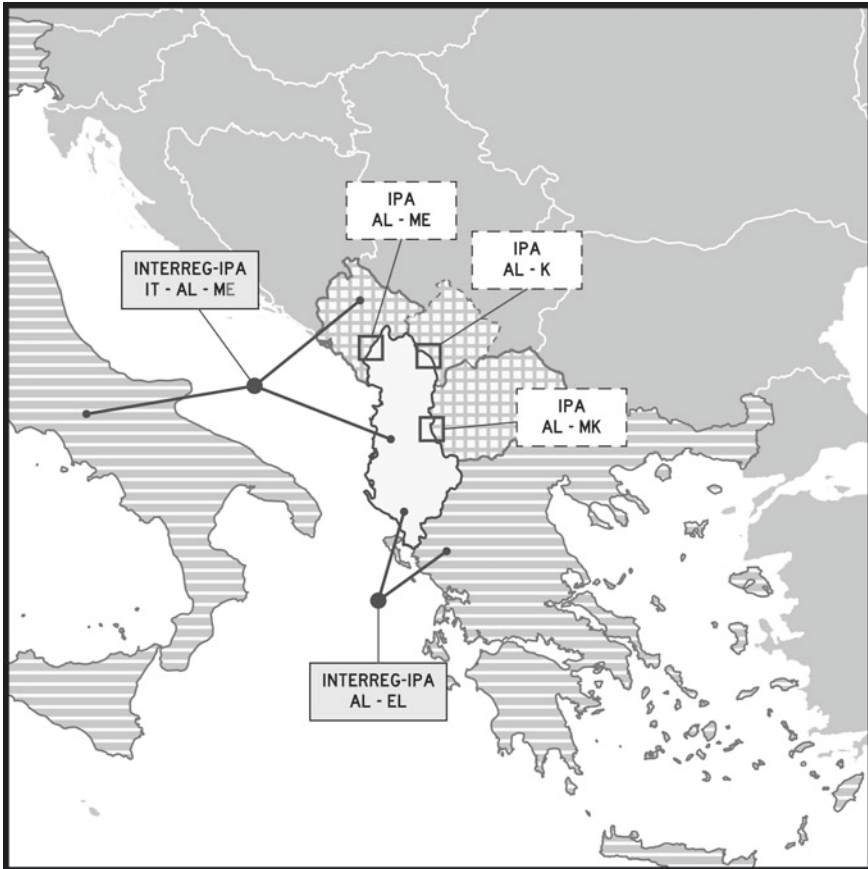 IPA
AL - ME
IPA
AL - K
INTERREG-IPA
IT - AL - ME
IPA
AL - MK
INTERREG-IPA
AL - EL